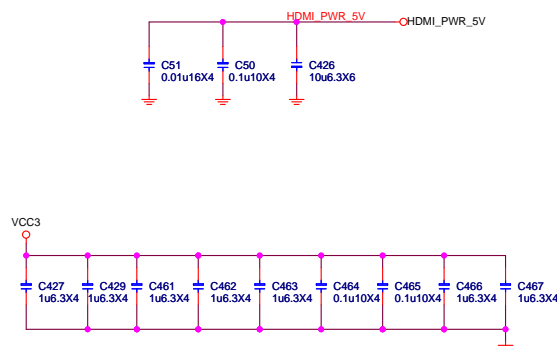 HDMI_PWR_5V
HDMI_PWR_5V
C51
0.01u16X4
C50
0.1u10X4
C426
10u6.3X6
VCC3
C427
1u6.3X4
C429
1u6.3X4
C461
1u6.3X4
C462
1u6.3X4
C463
1u6.3X4
C464
0.1u10X4
C465
0.1u10X4
C466
1u6.3X4
C467
1u6.3X4